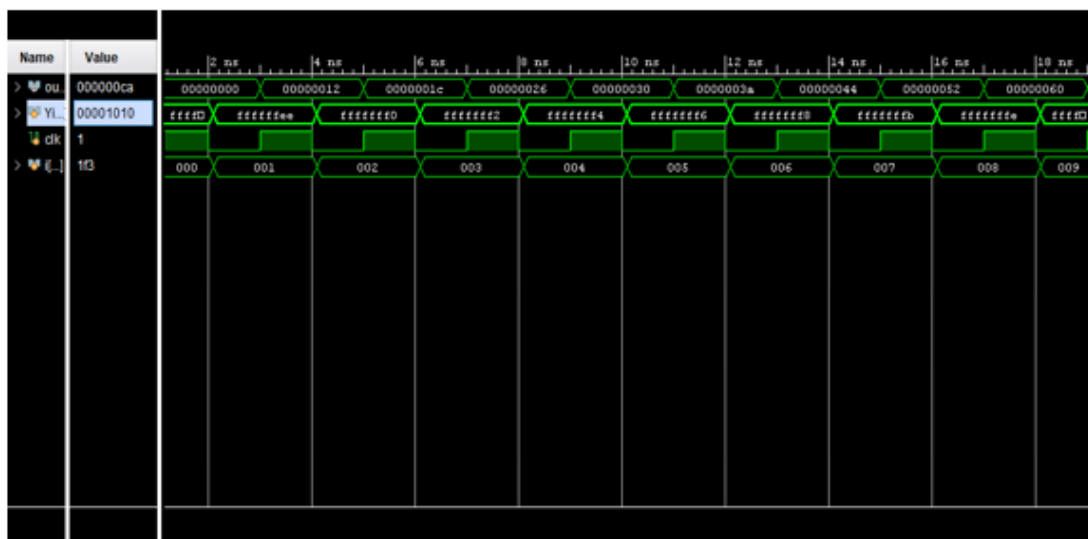 Name Value
2 ns 4 ns 6 ns 8 ns 10 ns 12 ns 14 ns 16 ns 18 ns
ou. 000000ca 00000000 00000012 0000001c 00000026 00000030 0000003a 00000044 00000052 00000060
Yi.. 00001010 ffff ffffffee fffffff0 fffffff2 fffffff4 fffffff6 fffffff8 fffffffb fffffffe ffff
clk 1
i[...] 1f3 000 001 002 003 004 005 006 007 008 009